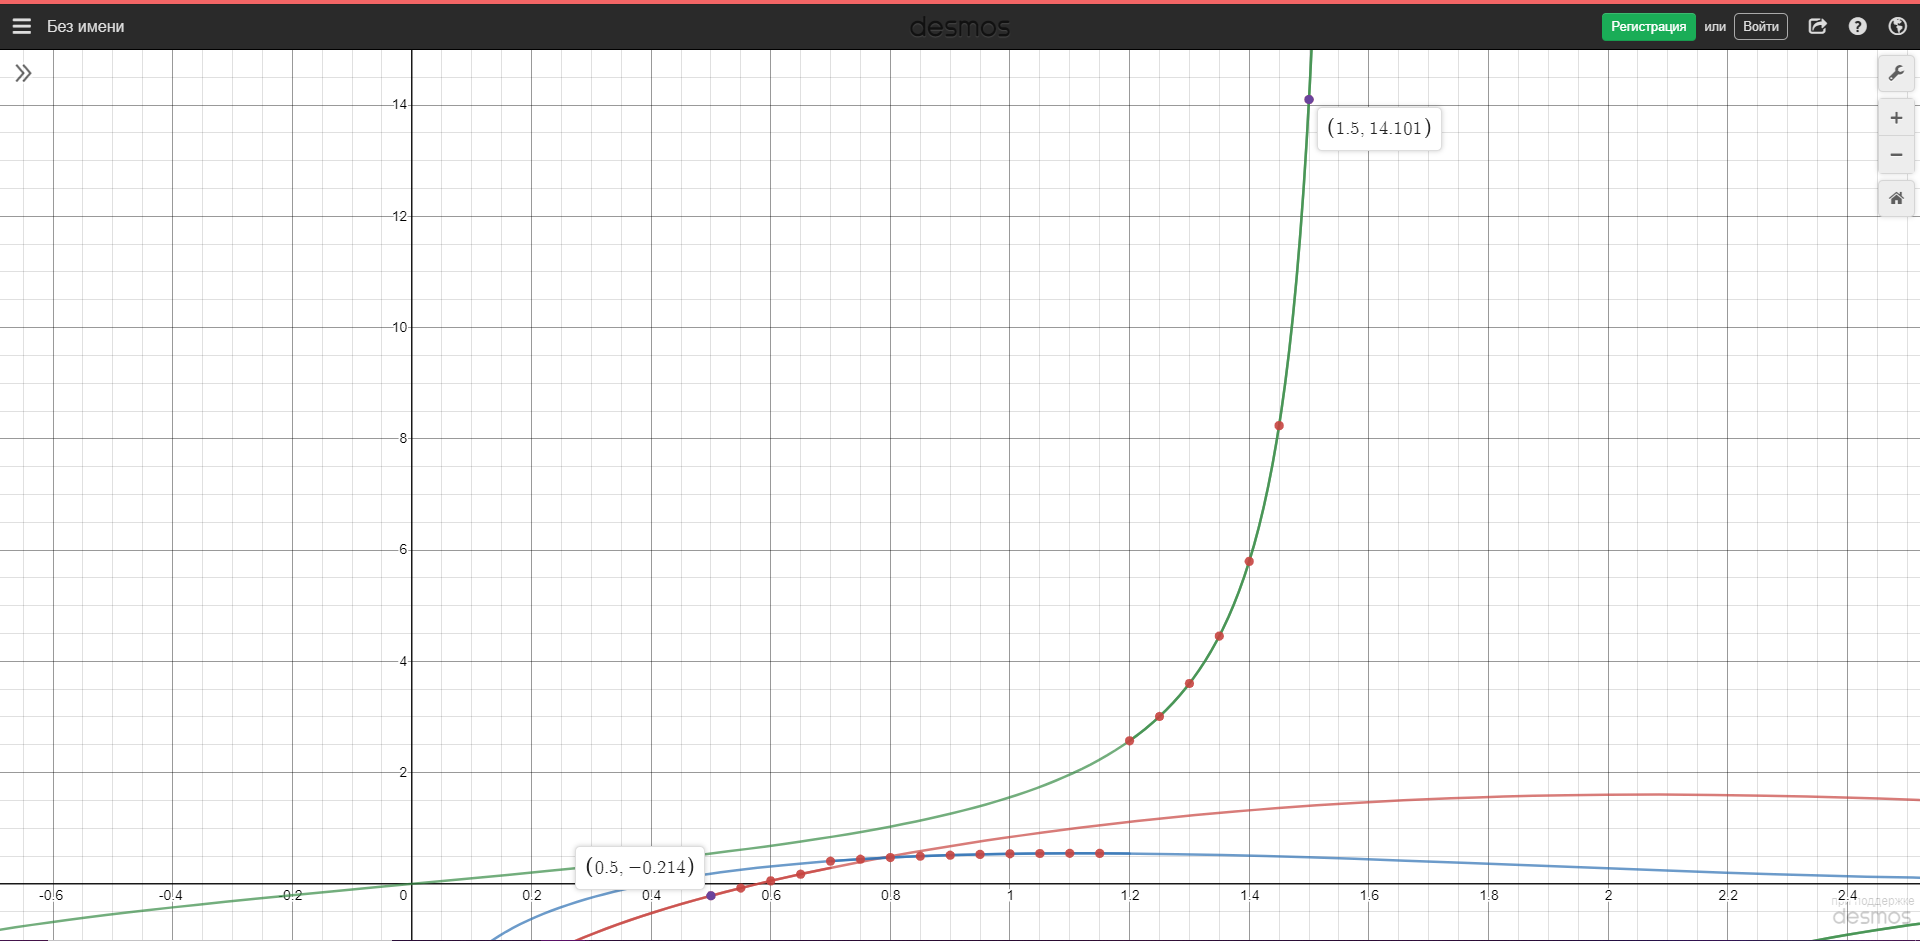 Без имени
desmos
Регистрация или Войти
14
(1.5, 14.101)
12
10
8
6
4
2
(0.5, −0.214)
-0.6 -0.4 -0.2 0 0.2 0.4 0.6 0.8 1 1.2 1.4 1.6 1.8 2 2.2 2.4
при поддержке
desmos